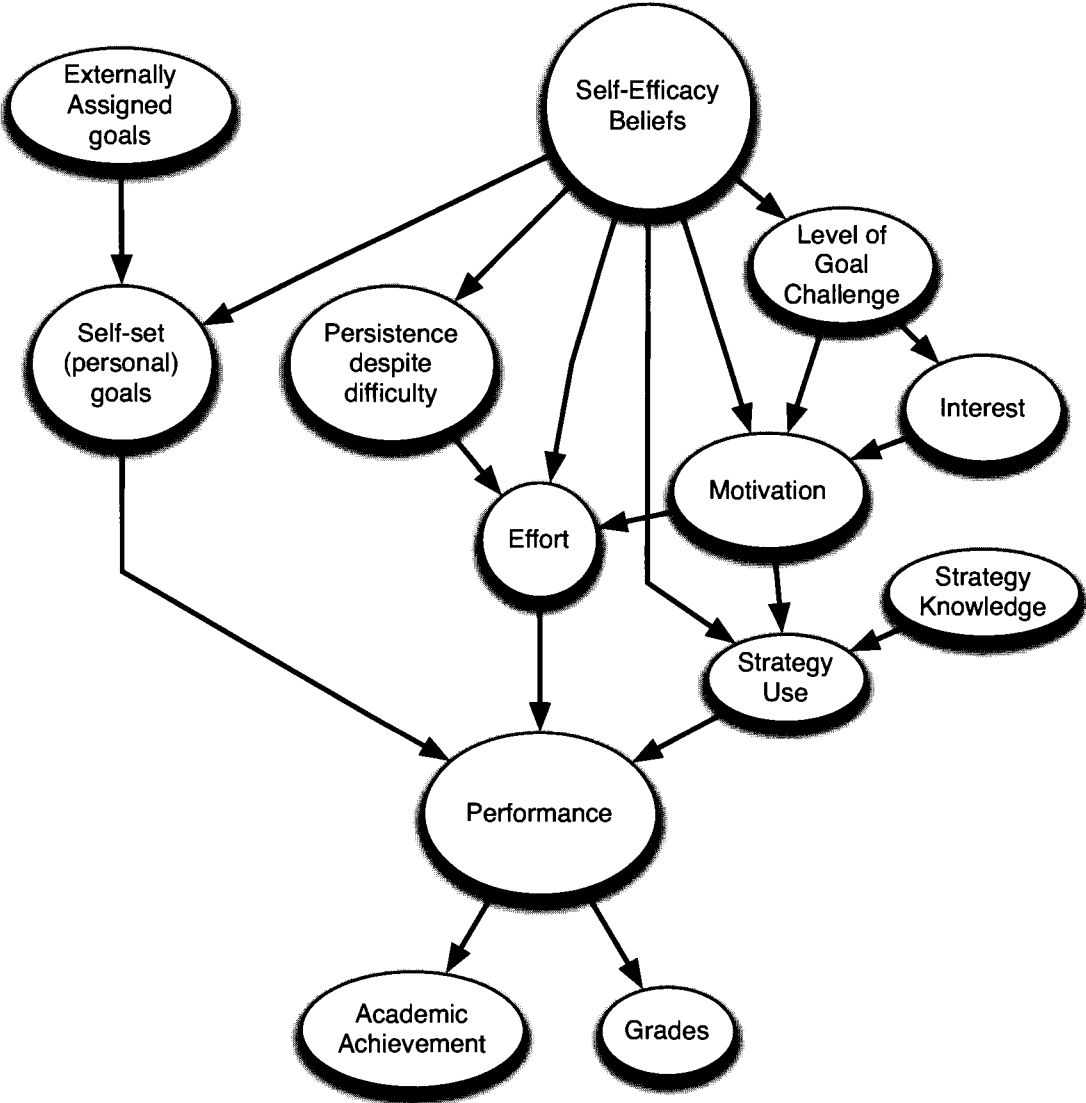 Externally
Assigned
goals
Self-Efficacy
Beliefs
Level of
Goal
Challenge
Self-set
(personal)
goals
Persistence
despite
difficulty
Interest
Motivation
Effort
Strategy
Knowledge
Strategy
Use
Performance
Academic
Achievement
Grades